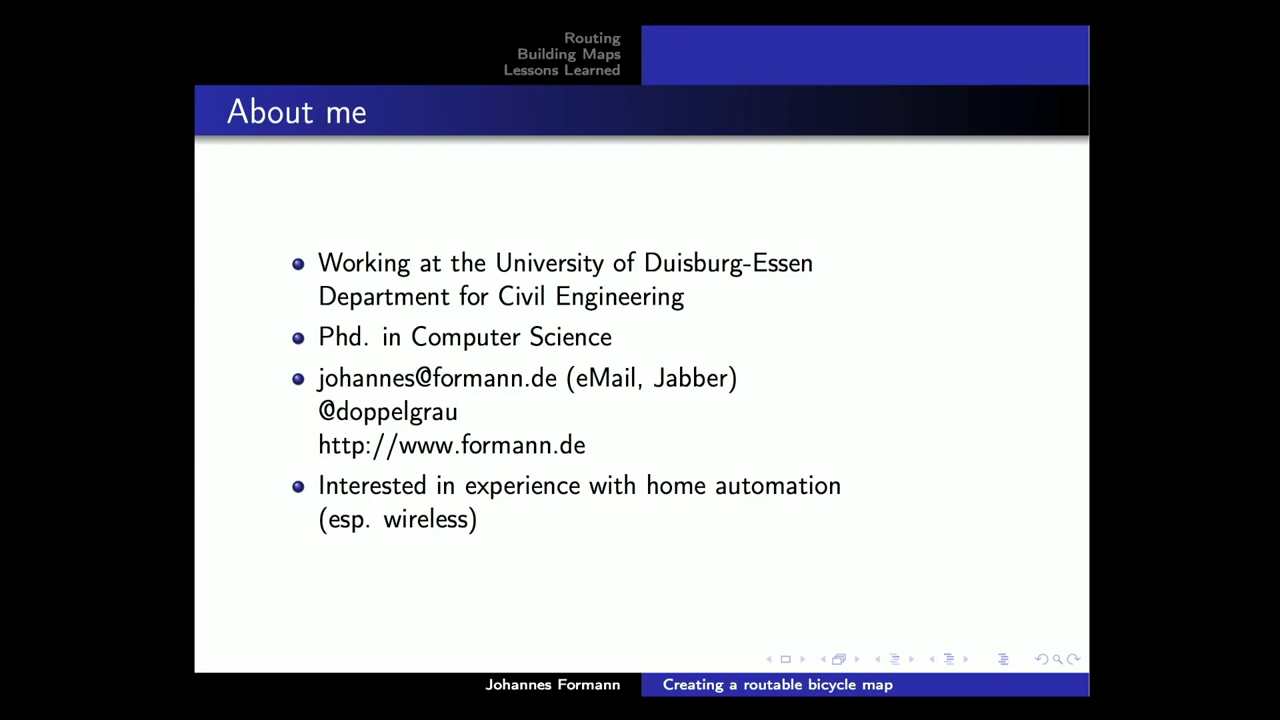 Routing
Building Maps
Lessons Learned
About me
Working at the University of Duisburg-Essen
Department for Civil Engineering
Phd. in Computer Science
johannes@formann.de (eMail, Jabber)
@doppelgrau
http://www.formann.de
Interested in experience with home automation
(esp. wireless)
Johannes Formann
Creating a routable bicycle map